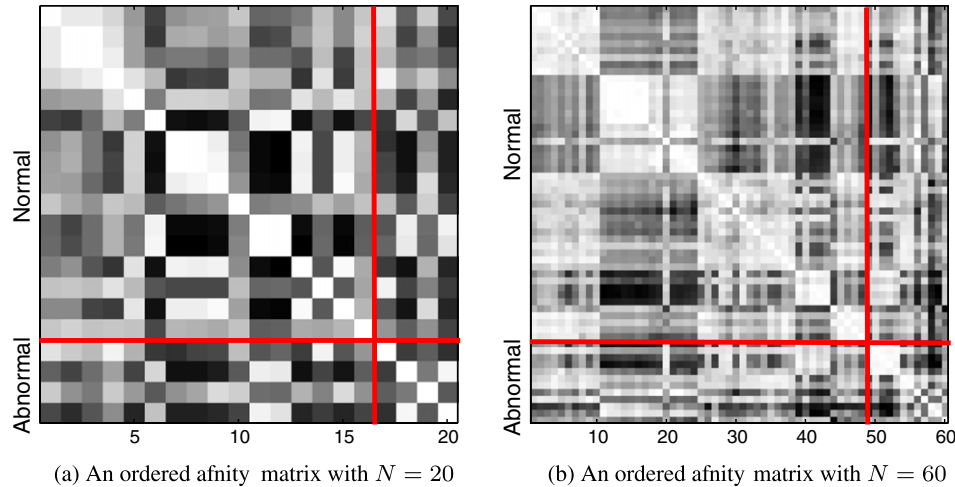 Normal
Abnormal
5 10 15 20
(a) An ordered afnity matrix with N = 20
Normal
Abnormal
10 20 30 40 50 60
(b) An ordered afnity matrix with N = 60